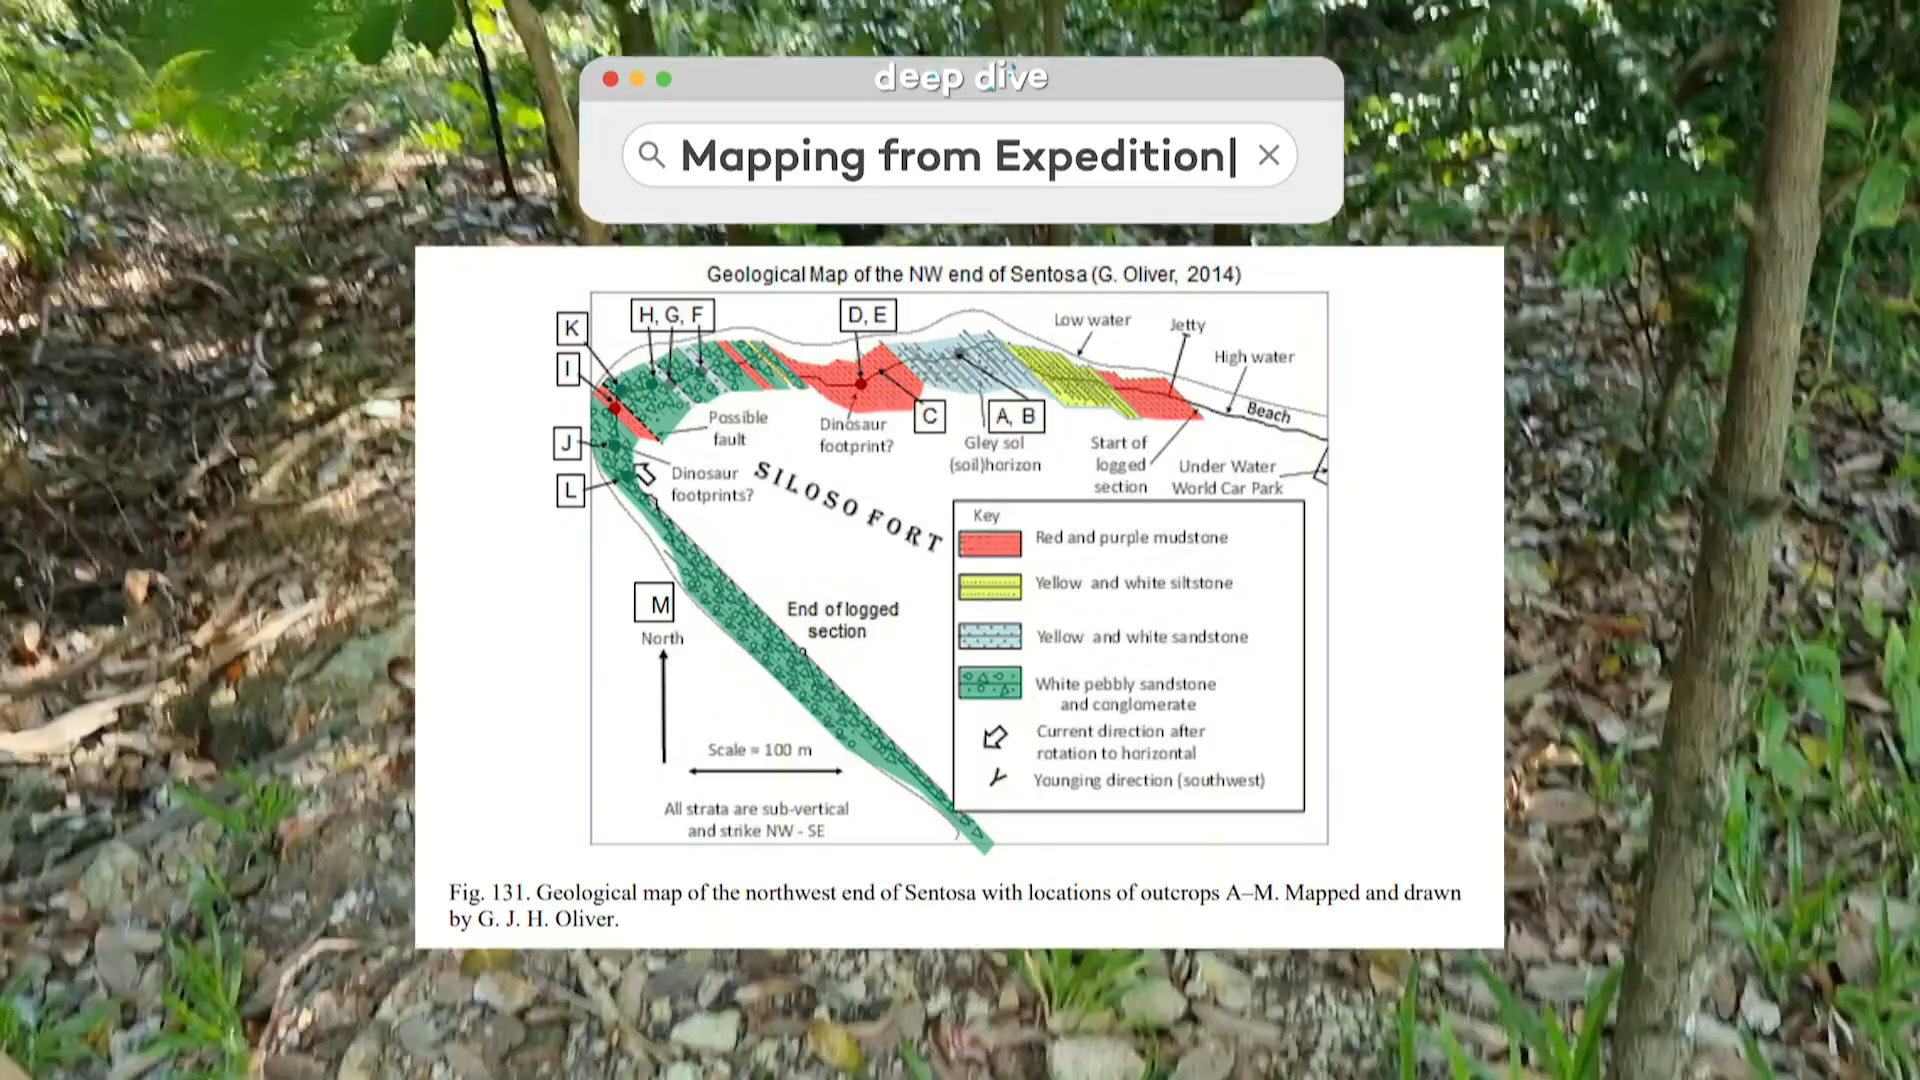 deep dive
Mapping from Expedition
Geological Map of the NW end of Sentosa (G. Oliver, 2014)
K
H, G, F
D, E
Low water
Jetty
High water
I
Beach
C
A, B
Possible
fault
Dinosaur
footprint?
J
Gley sol
(soil)horizon
Start of
logged
section
Under Water
World Car Park
L
Dinosaur
footprints?
SILOSO FORT
Key
Red and purple mudstone
Yellow and white siltstone
M
North
End of logged
section
Yellow and white sandstone
White pebbly sandstone
and conglomerate
Current direction after
rotation to horizontal
Scale = 100 m
Younging direction (southwest)
All strata are sub-vertical
and strike NW - SE
Fig. 131. Geological map of the northwest end of Sentosa with locations of outcrops A–M. Mapped and drawn
by G. J. H. Oliver.